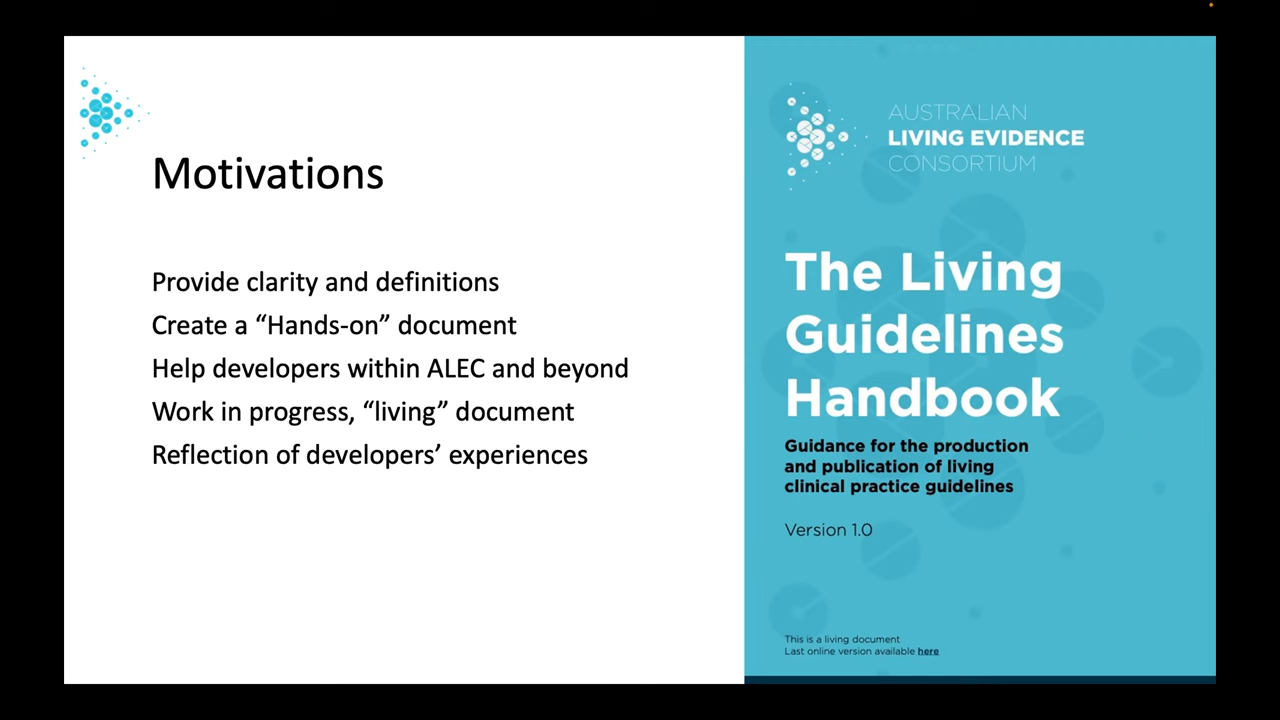 Motivations
Provide clarity and definitions
Create a “Hands-on” document
Help developers within ALEC and beyond
Work in progress, “living” document
Reflection of developers’ experiences
AUSTRALIAN
LIVING EVIDENCE
CONSORTIUM
The Living
Guidelines
Handbook
Guidance for the production
and publication of living
clinical practice guidelines
Version 1.0
This is a living document
Last online version available here